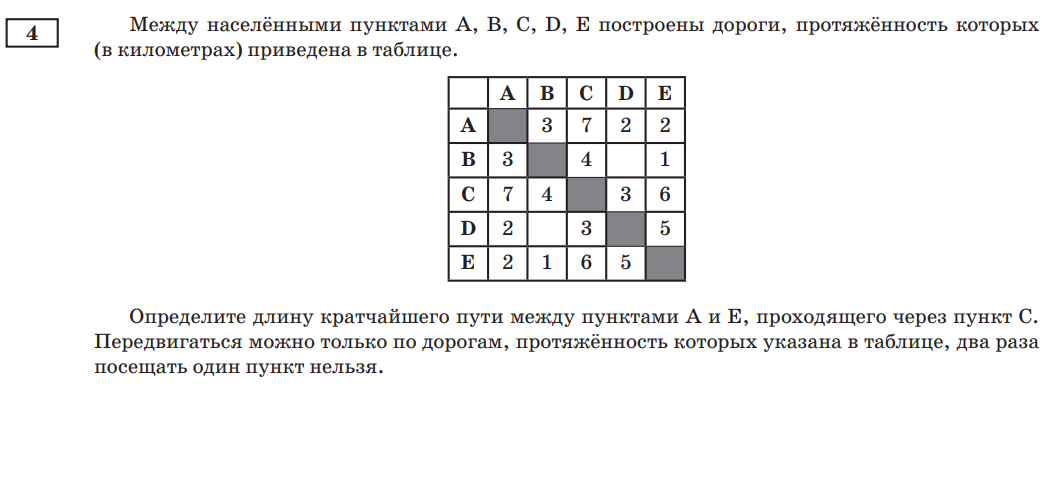 4
Между населёнными пунктами A, B, C, D, E построены дороги, протяжённость которых
(в километрах) приведена в таблице.
A B C D E
A 3 7 2 2
B 3 4 1
C 7 4 3 6
D 2 3 5
E 2 1 6 5
Определите длину кратчайшего пути между пунктами A и E, проходящего через пункт C.
Передвигаться можно только по дорогам, протяжённость которых указана в таблице, два раза
посещать один пункт нельзя.